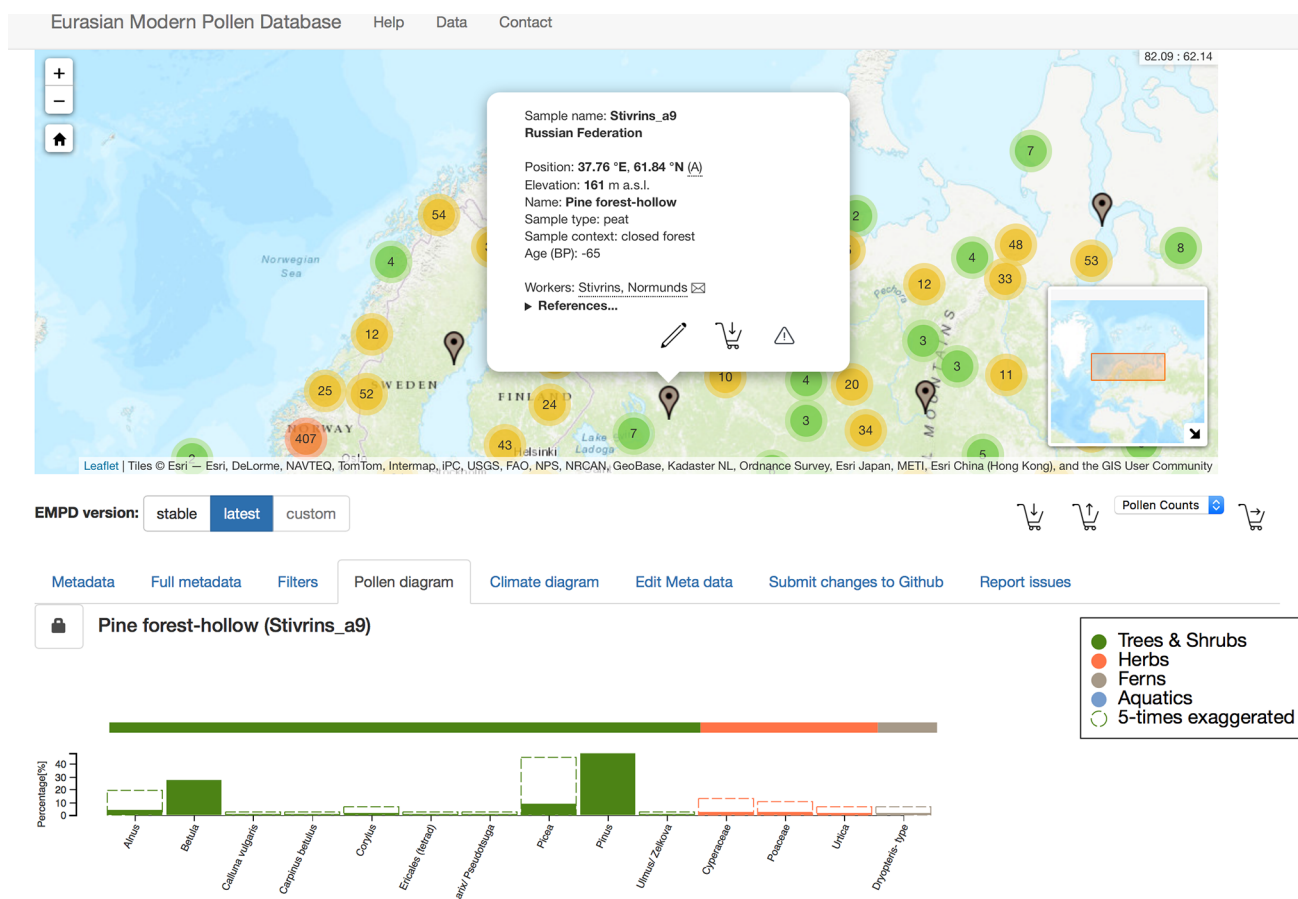 Eurasian Modern Pollen Database Help Data Contact
82.09 : 62.14
+
−
Sample name: Stivrins_a9
Russian Federation
Position: 37.76 °E, 61.84 °N (A)
Elevation: 161 m a.s.l.
Name: Pine forest-hollow
Sample type: peat
Sample context: closed forest
Age (BP): -65
Workers: Stivrins, Normunds
▶ References...
7
54
2
4
48
8
4
53
33
12
Norwegian
Sea
Pechora
12
3
3
11
10
4
20
25
52
SWEDEN
FINLAND
24
3
34
MOUNTAINS
NORWAY
407
43
Helsinki
7
Lake
Ladoga
5
Oslo
Leaflet | Tiles © Esri — Esri, DeLorme, NAVTEQ, TomTom, Intermap, iPC, USGS, FAO, NPS, NRCAN, GeoBase, Kadaster NL, Ordnance Survey, Esri Japan, METI, Esri China (Hong Kong), and the GIS User Community
EMPD version: stable latest custom
Pollen Counts
Metadata Full metadata Filters Pollen diagram Climate diagram Edit Meta data Submit changes to Github Report issues
Pine forest-hollow (Stivrins_a9)
Trees & Shrubs
Herbs
Ferns
Aquatics
5-times exaggerated
Percentage[%]
40
30
20
10
0
Alnus
Betula
Calluna vulgaris
Carpinus betulus
Corylus
Ericales (tetrad)
arix/ Pseudotsuga
Picea
Pinus
Ulmus/ Zelkova
Cyperaceae
Poaceae
Urtica
Dryopteris- type